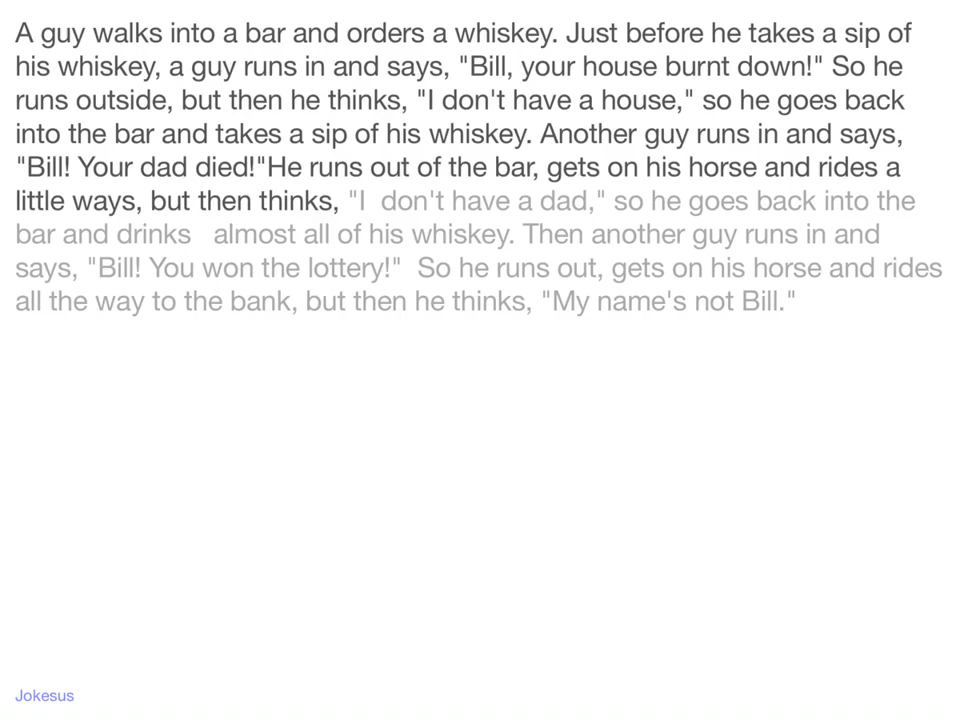 A guy walks into a bar and orders a whiskey. Just before he takes a sip of
his whiskey, a guy runs in and says, "Bill, your house burnt down!" So he
runs outside, but then he thinks, "I don't have a house," so he goes back
into the bar and takes a sip of his whiskey. Another guy runs in and says,
"Bill! Your dad died!"He runs out of the bar, gets on his horse and rides a
little ways, but then thinks, "I  don't have a dad," so he goes back into the
bar and drinks   almost all of his whiskey. Then another guy runs in and
says, "Bill! You won the lottery!"  So he runs out, gets on his horse and rides
all the way to the bank, but then he thinks, "My name's not Bill."
Jokesus